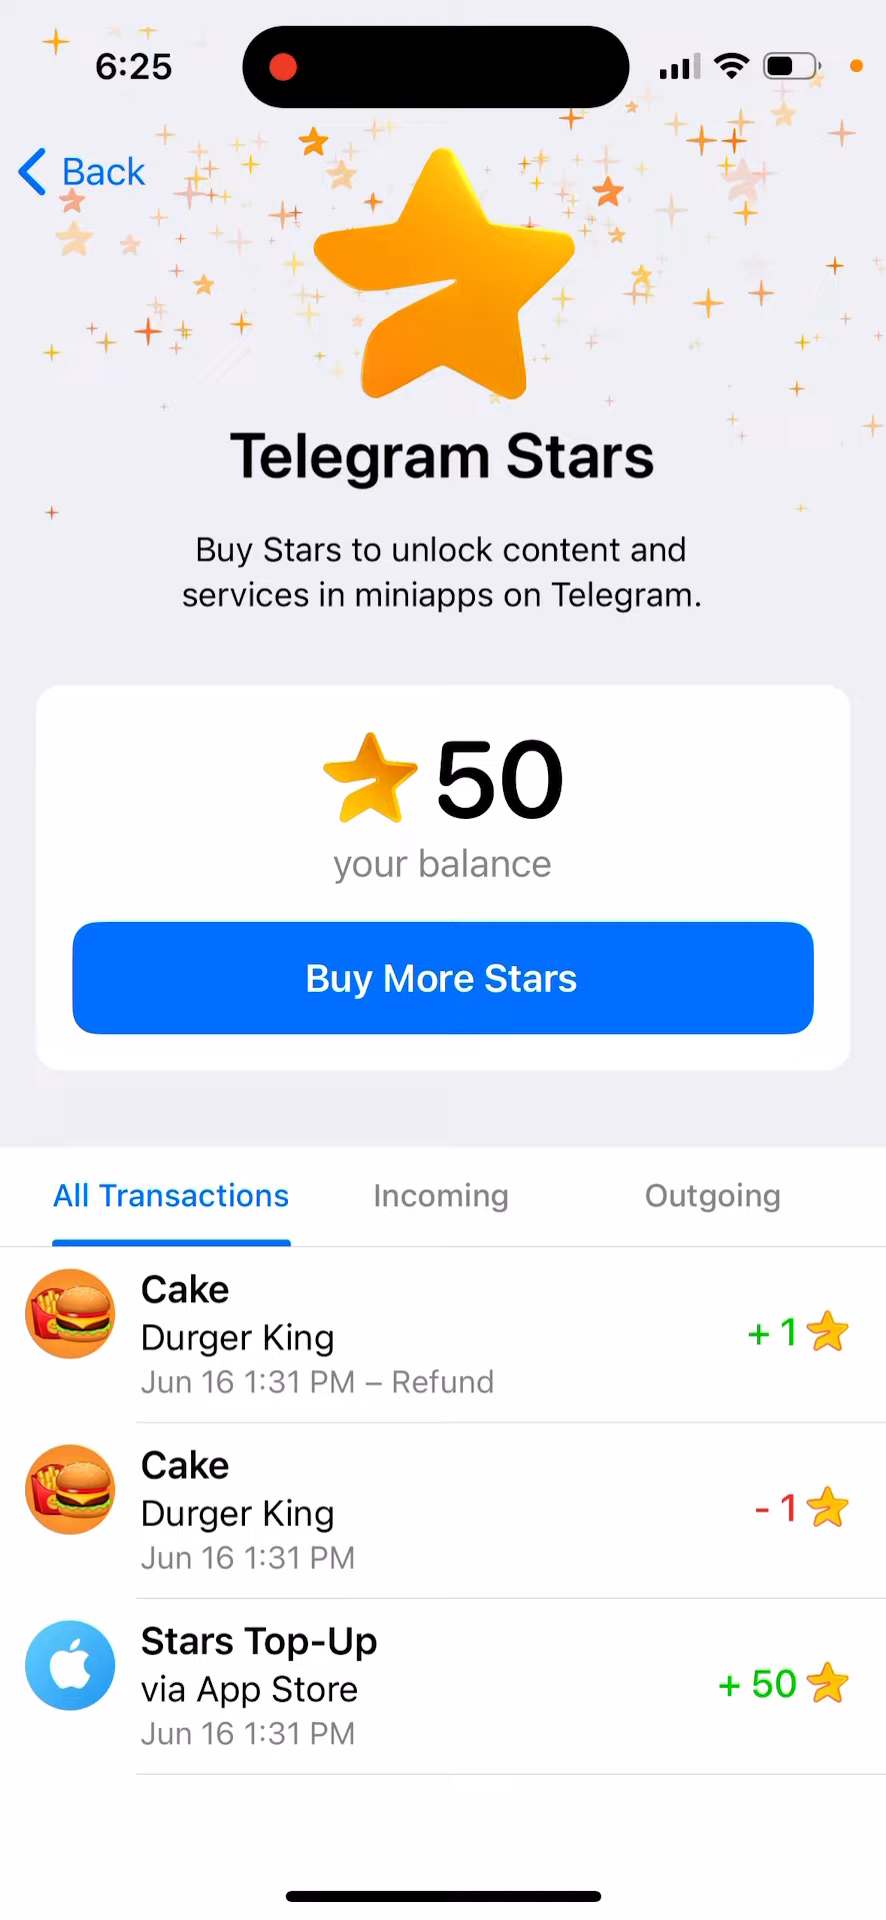 6:25
Back
Telegram Stars
Buy Stars to unlock content and
services in miniapps on Telegram.
50
your balance
Buy More Stars
All Transactions
Incoming
Outgoing
Cake
Durger King
Jun 16 1:31 PM – Refund
+ 1
Cake
Durger King
Jun 16 1:31 PM
- 1
Stars Top-Up
via App Store
Jun 16 1:31 PM
+ 50